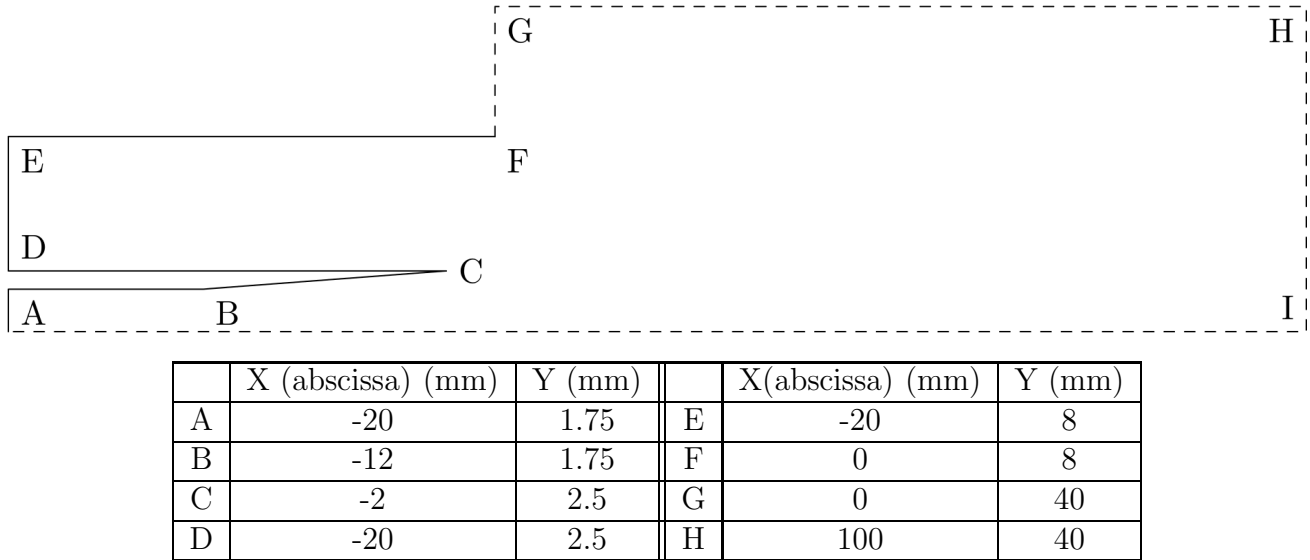 G H
E F
D
C
A B I
X (abscissa) (mm) Y (mm) X(abscissa) (mm) Y (mm)
A -20 1.75 E -20 8
B -12 1.75 F 0 8
C -2 2.5 G 0 40
D -20 2.5 H 100 40